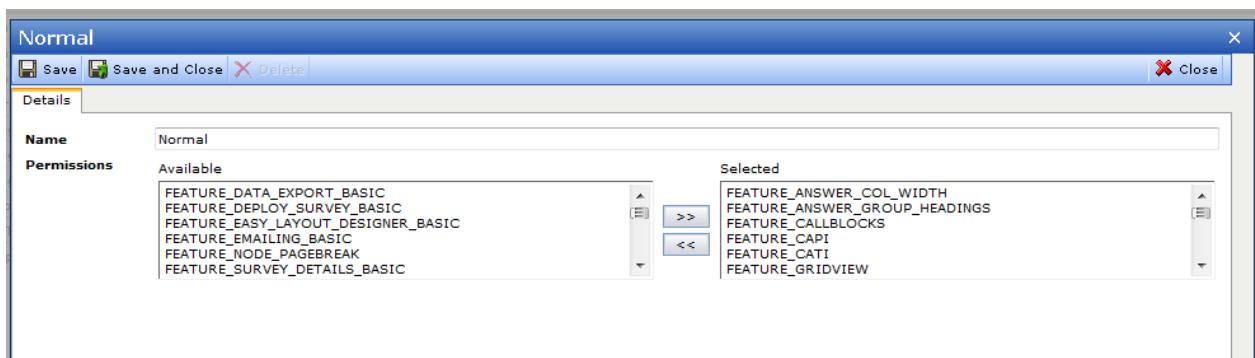 Normal
Save Save and Close Delete Close
Details
Name Normal
Permissions Available Selected
FEATURE_DATA_EXPORT_BASIC
FEATURE_DEPLOY_SURVEY_BASIC
FEATURE_EASY_LAYOUT_DESIGNER_BASIC
FEATURE_EMAILING_BASIC
FEATURE_NODE_PAGEBREAK
FEATURE_SURVEY_DETAILS_BASIC
>>
<<
FEATURE_ANSWER_COL_WIDTH
FEATURE_ANSWER_GROUP_HEADINGS
FEATURE_CALLBLOCKS
FEATURE_CAPI
FEATURE_CATI
FEATURE_GRIDVIEW